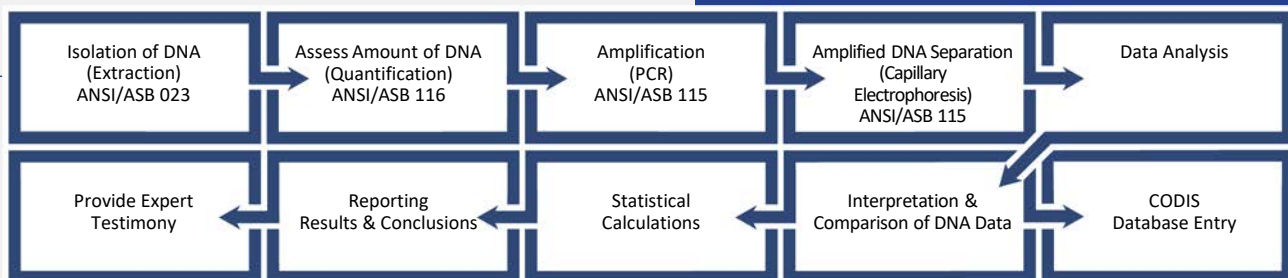 Isolation of DNA
(Extraction)
ANSI/ASB 023
Assess Amount of DNA
(Quantification)
ANSI/ASB 116
Amplification
(PCR)
ANSI/ASB 115
Amplified DNA Separation
(Capillary
Electrophoresis)
ANSI/ASB 115
Data Analysis
Provide Expert
Testimony
Reporting
Results & Conclusions
Statistical
Calculations
Interpretation &
Comparison of DNA Data
CODIS
Database Entry